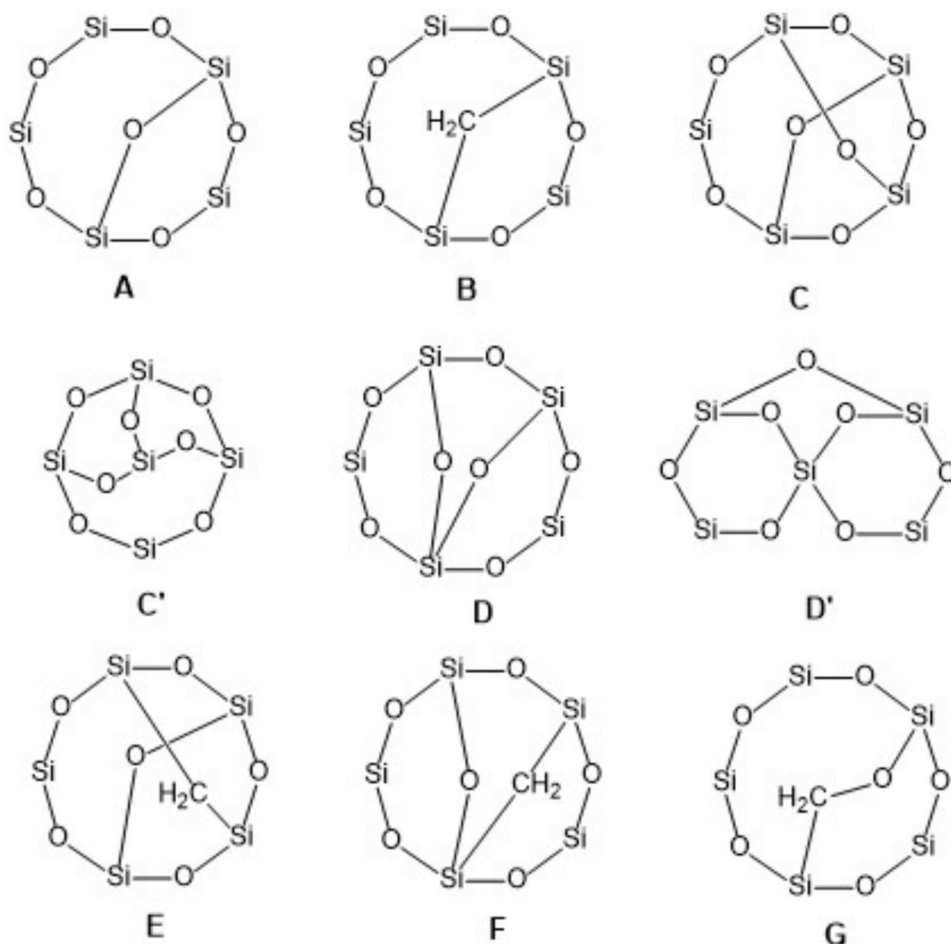 Si O
O Si
Si O O
O Si
Si O
A
Si O
O Si
Si H₂C O
O Si
Si O
B
Si O
O Si
Si O O
O
O Si
Si O
C
Si
O O
O
O
Si Si Si
O
O O
Si
C'
Si O
O Si
Si O O O
O Si
Si O
D
O
Si O O Si
O Si O
Si O O Si
D'
Si O
O Si
Si O O
H₂C
O Si
Si O
E
Si O
O Si
Si O CH₂ O
O Si
Si O
F
Si O
O Si
Si H₂C O O
O Si
Si O
G